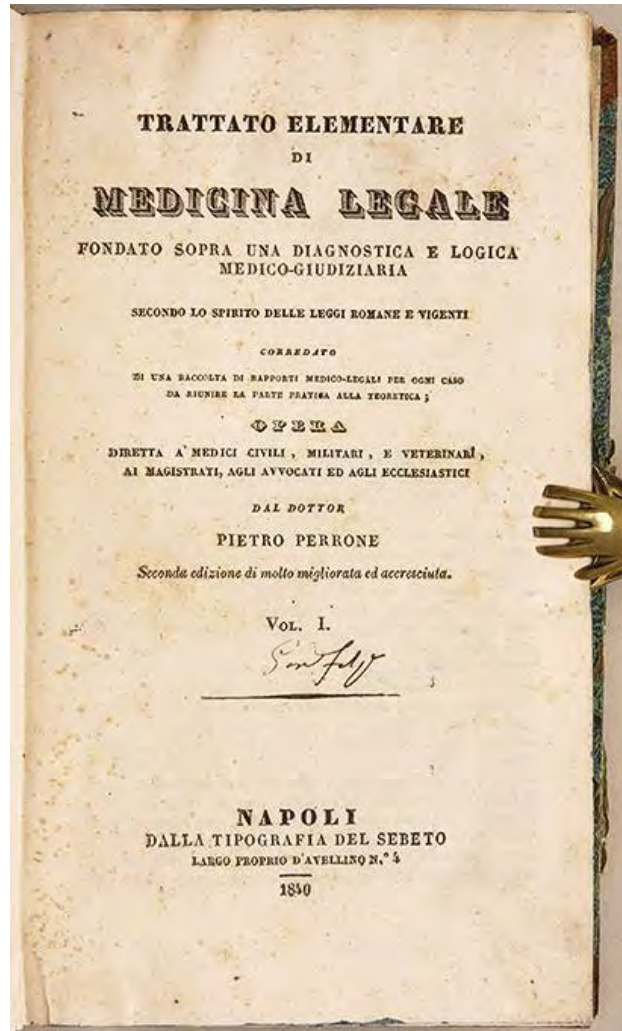 TRATTATO ELEMENTARE
DI
MEDICINA LEGALE
FONDATO SOPRA UNA DIAGNOSTICA E LOGICA
MEDICO-GIUDIZIARIA
SECONDO LO SPIRITO DELLE LEGGI ROMANE E VIGENTI
CORREDATO
DI UNA RACCOLTA DI RAPPORTI MEDICO-LEGALI PER OGNI CASO
DA RIUNIRE LA PARTE PRATICA ALLA TEORETICA ;
OPERA
DIRETTA A' MEDICI CIVILI , MILITARI , E VETERINARÎ ,
AI MAGISTRATI, AGLI AVVOCATI ED AGLI ECCLESIASTICI
DAL DOTTOR
PIETRO PERRONE
Seconda edizione di molto migliorata ed accresciuta.
VOL. I.
NAPOLI
DALLA TIPOGRAFIA DEL SEBETO
LARGO PROPRIO D'AVELLINO N.° 4
1840